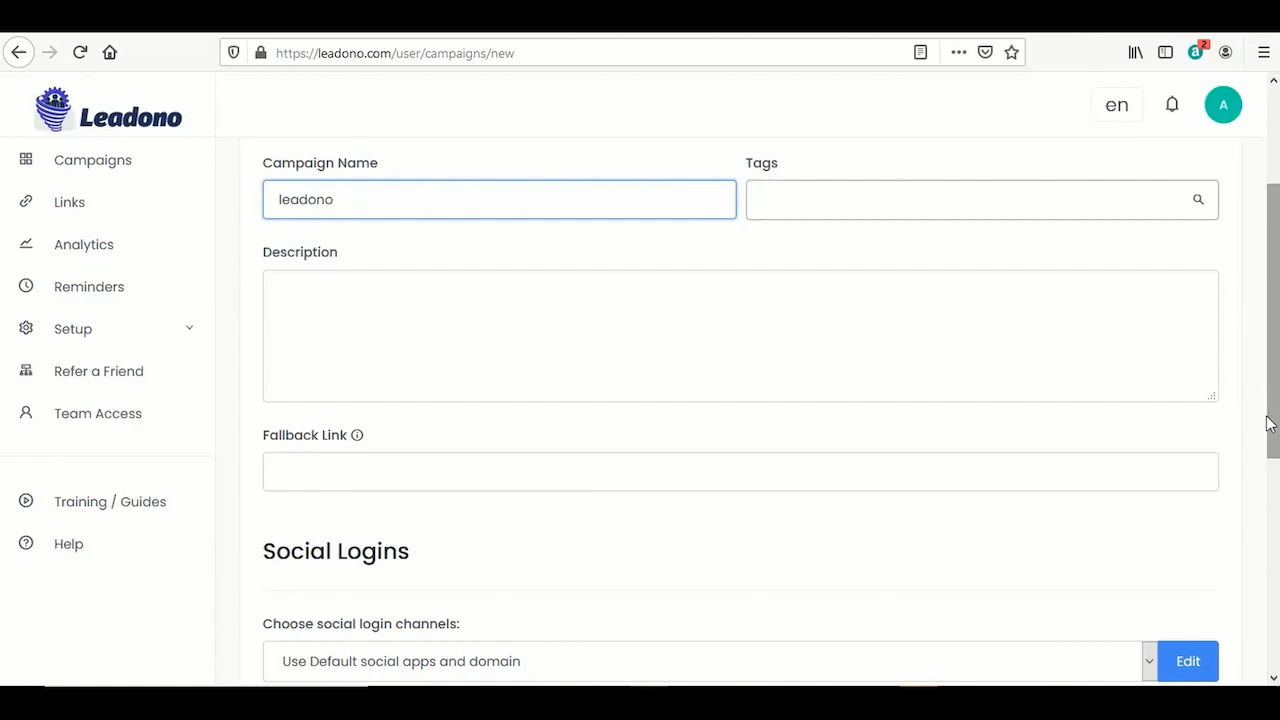 https://leadono.com/user/campaigns/new
a
2
Leadono
en
A
Campaigns
Links
Analytics
Reminders
Setup
Refer a Friend
Team Access
Training / Guides
Help
Campaign Name
Tags
leadono
Description
Fallback Link
Social Logins
Choose social login channels:
Use Default social apps and domain
Edit